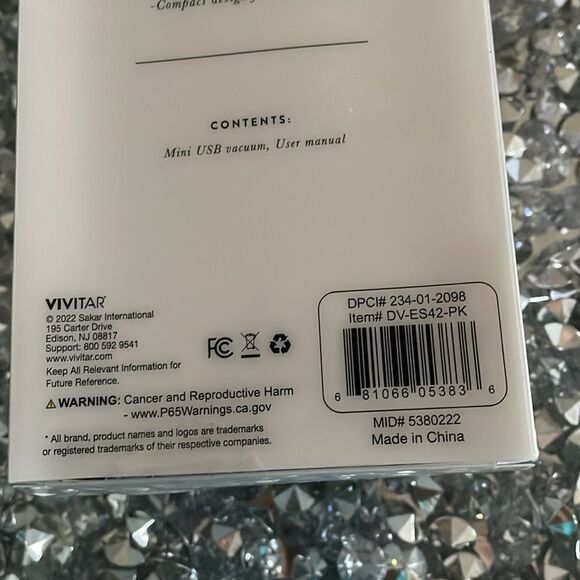 -Compact design
CONTENTS:
Mini USB vacuum, User manual
VIVITAR
© 2022 Sakar International
195 Carter Drive
Edison, NJ 08817
Support: 800 592 9541
www.vivitar.com
Keep All Relevant Information for
Future Reference.
FC
⚠WARNING: Cancer and Reproductive Harm
- www.P65Warnings.ca.gov
* All brand, product names and logos are trademarks
or registered trademarks of their respective companies.
DPCI# 234-01-2098
Item# DV-ES42-PK
6 81066 05383 6
MID# 5380222
Made in China